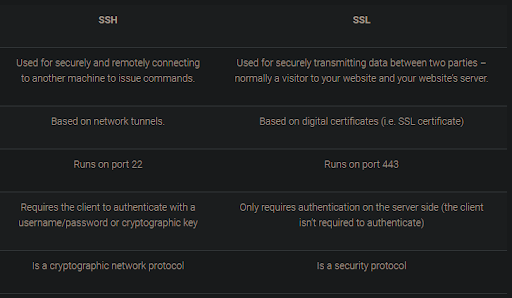 SSH SSL
Used for securely and remotely connecting Used for securely transmitting data between two parties –
to another machine to issue commands. normally a visitor to your website and your website's server.
Based on network tunnels. Based on digital certificates (i.e. SSL certificate)
Runs on port 22 Runs on port 443
Requires the client to authenticate with a Only requires authentication on the server side (the client
username/password or cryptographic key isn't required to authenticate)
Is a cryptographic network protocol Is a security protocol